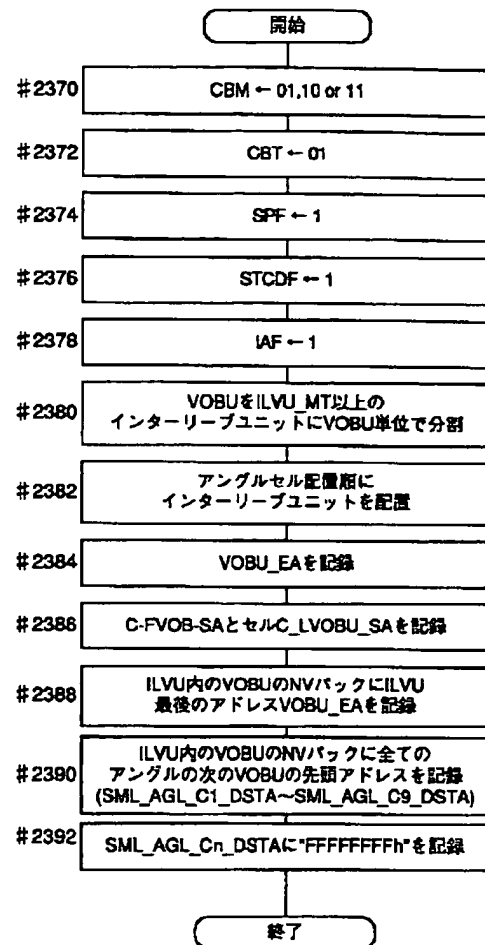 開始
#2370 CBM ← 01,10 or 11
#2372 CBT ← 01
#2374 SPF ← 1
#2376 STCDF ← 1
#2378 IAF ← 1
#2380 VOBUをILVU_MT以上の
インターリーブユニットにVOBU単位で分割
#2382 アングルセル配置順に
インターリーブユニットを配置
#2384 VOBU_EAを記録
#2386 C-FVOB-SAとセルC_LVOBU_SAを記録
#2388 ILVU内のVOBUのNVパックにILVU
最後のアドレスVOBU_EAを記録
#2390 ILVU内のVOBUのNVパックに全ての
アングルの次のVOBUの先頭アドレスを記録
(SML_AGL_C1_DSTA～SML_AGL_C9_DSTA)
#2392 SML_AGL_Cn_DSTAに"FFFFFFFFh"を記録
終了